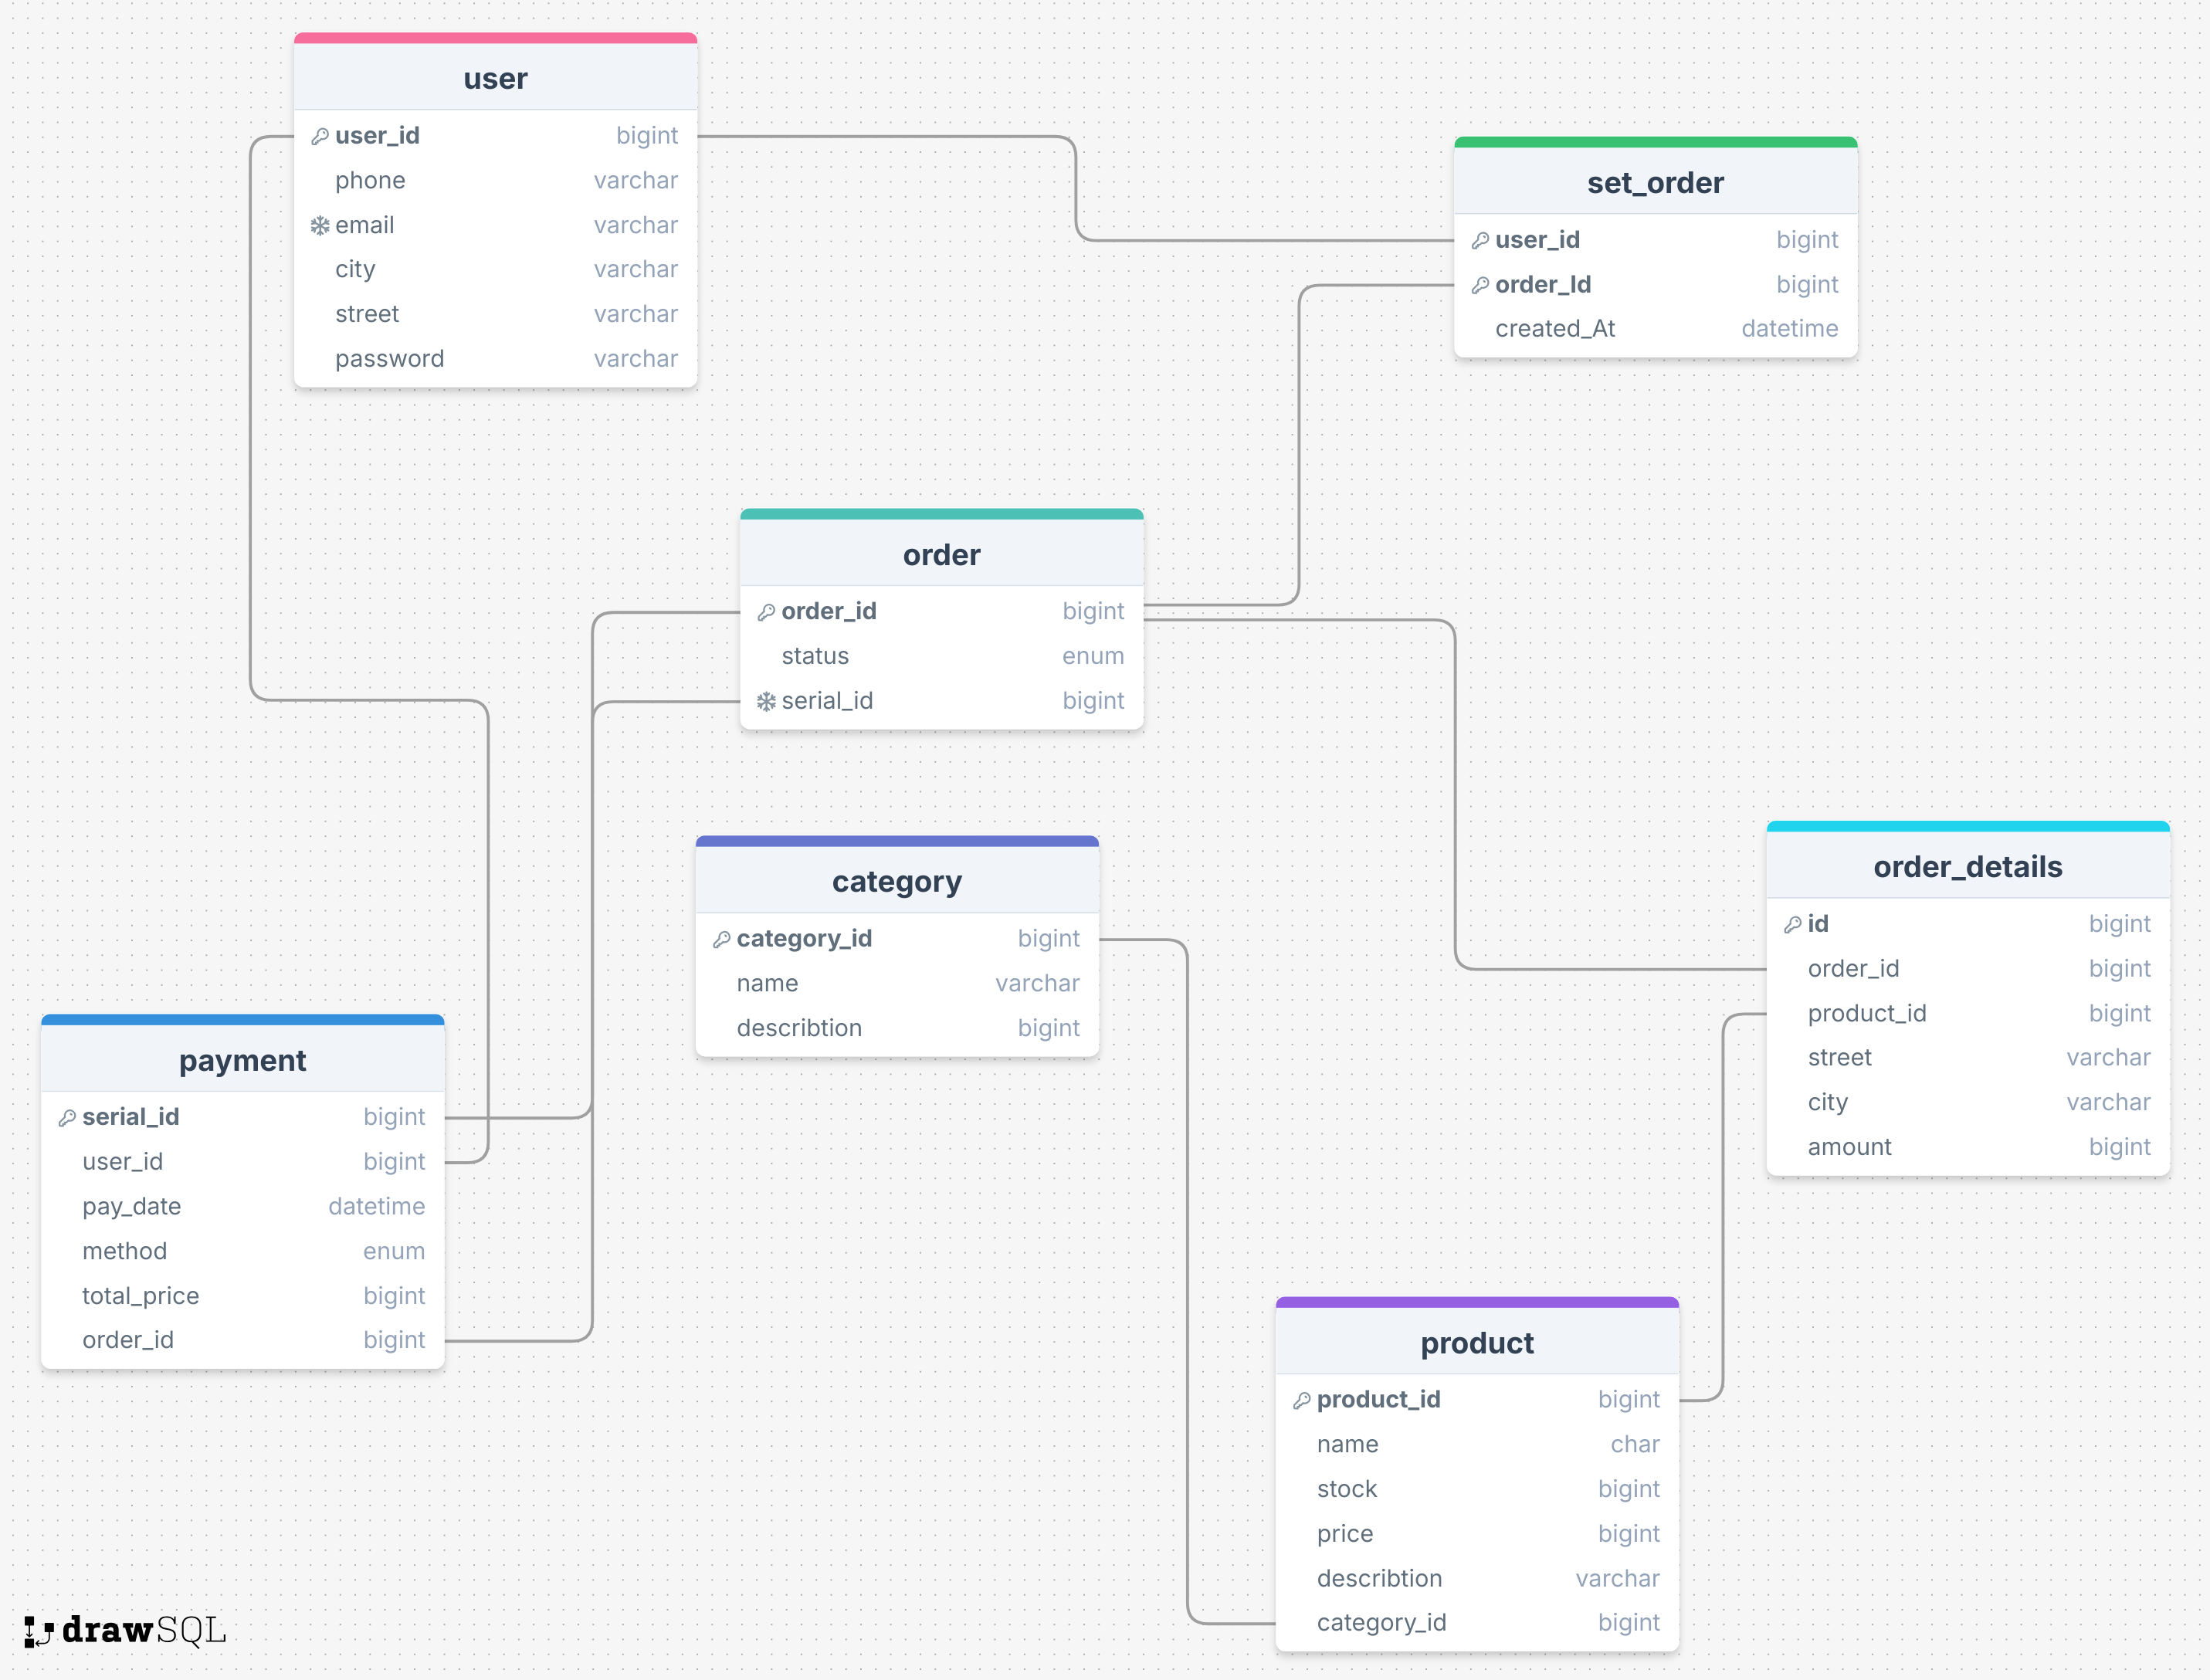 user
user_id bigint
phone varchar
email varchar
city varchar
street varchar
password varchar
set_order
user_id bigint
order_Id bigint
created_At datetime
order
order_id bigint
status enum
serial_id bigint
category
category_id bigint
name varchar
describtion bigint
order_details
id bigint
order_id bigint
product_id bigint
street varchar
city varchar
amount bigint
payment
serial_id bigint
user_id bigint
pay_date datetime
method enum
total_price bigint
order_id bigint
product
product_id bigint
name char
stock bigint
price bigint
describtion varchar
category_id bigint
drawSQL